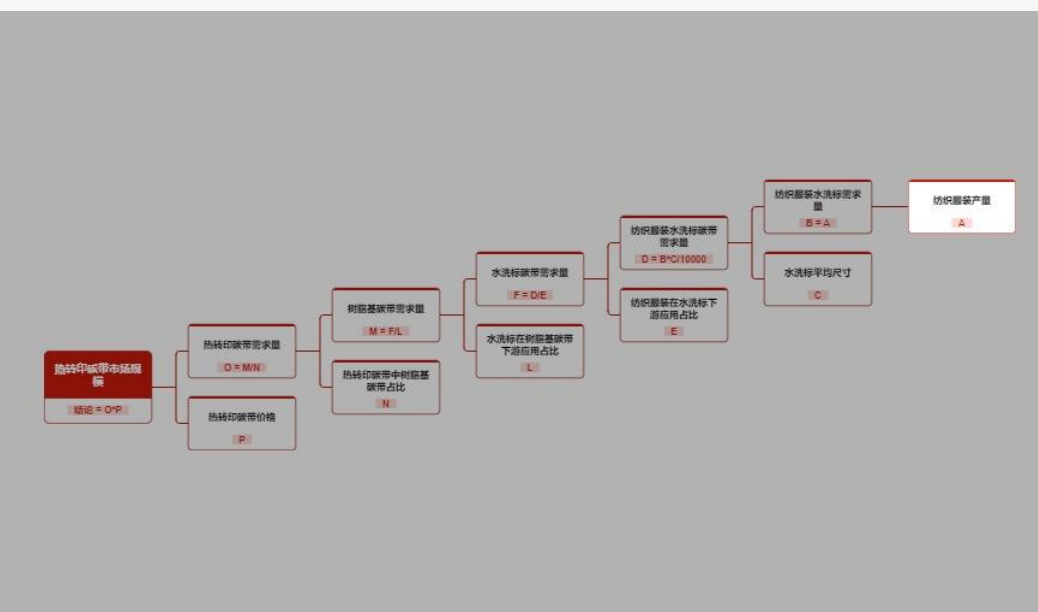 热转印碳带市场规
模
结论 = O*P
热转印碳带需求量
O = M/N
热转印碳带价格
P
树脂基碳带需求量
M = F/L
热转印碳带中树脂基
碳带占比
N
水洗标碳带需求量
F = D/E
水洗标在树脂基碳带
下游应用占比
L
纺织服装水洗标碳带
需求量
D = B*C/10000
纺织服装在水洗标下
游应用占比
E
纺织服装水洗标需求
量
B = A
水洗标平均尺寸
C
纺织服装产量
A